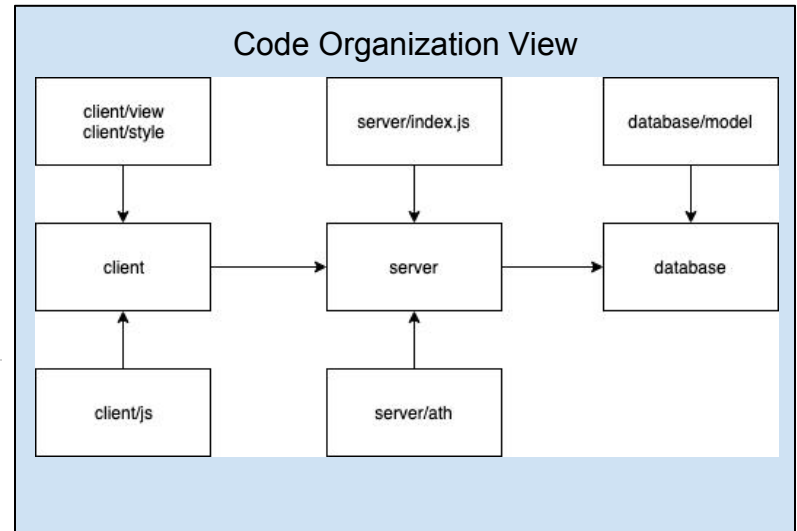 Code Organization View
client/view
client/style
server/index.js
database/model
client
server
database
client/js
server/ath